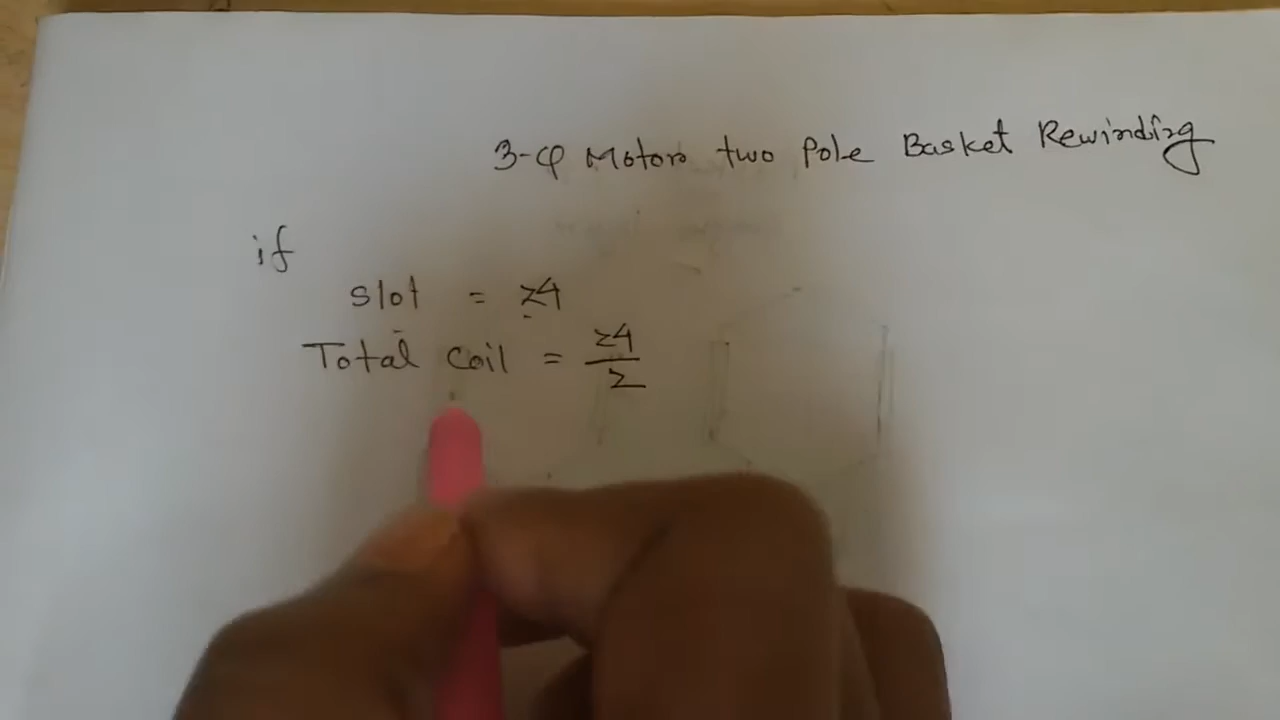 3-φ Motor two Pole Basket Rewinding
if
slot = 24
Total coil = 24/2